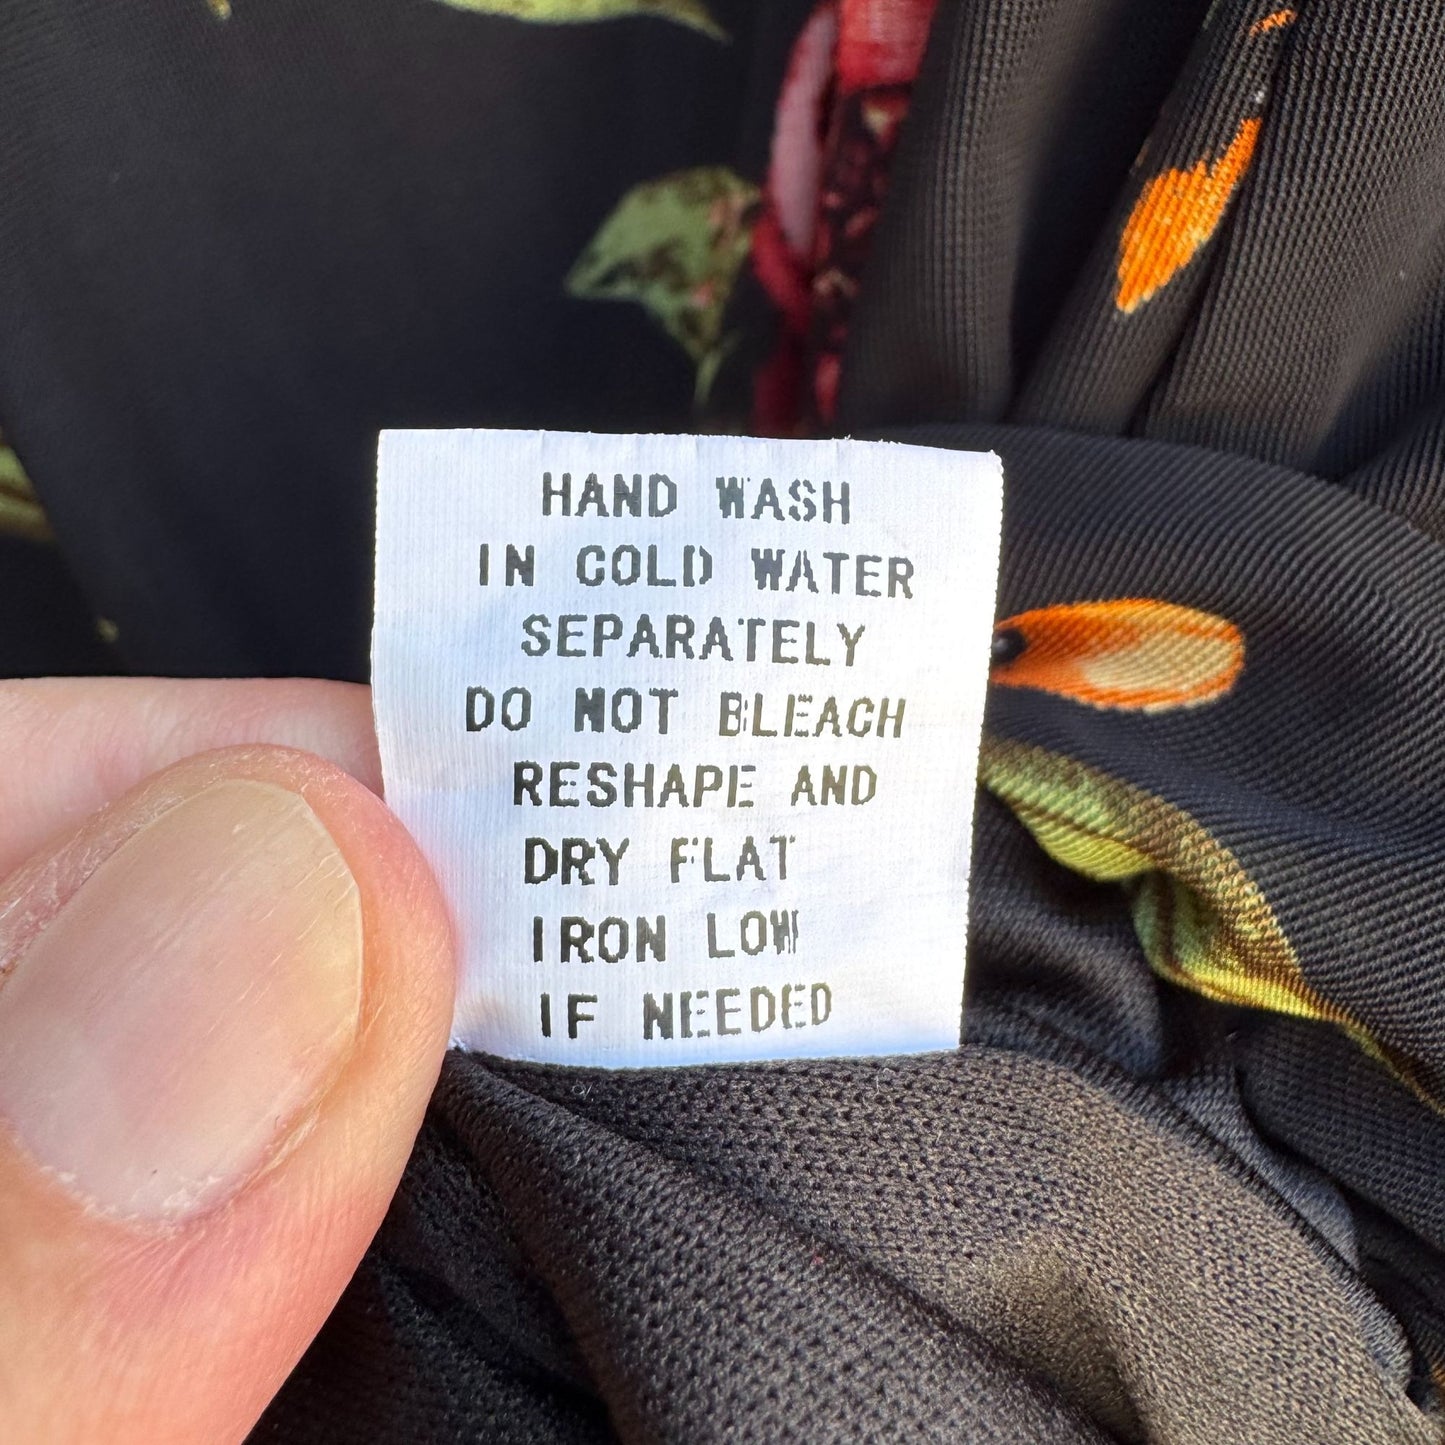 HAND WASH
IN COLD WATER
SEPARATELY
DO NOT BLEACH
RESHAPE AND
DRY FLAT
IRON LOW
IF NEEDED